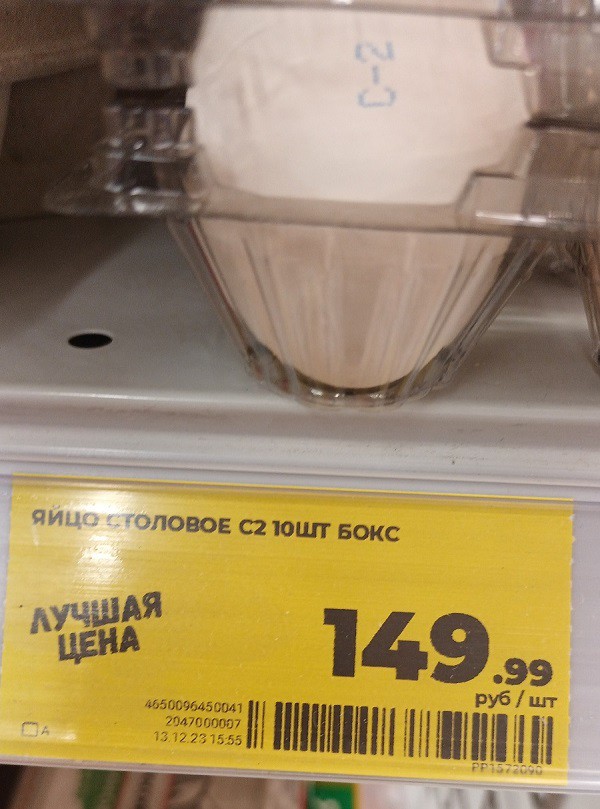 С-2
ЯЙЦО СТОЛОВОЕ С2 10ШТ БОКС
ЛУЧШАЯ
ЦЕНА
149.99
руб / шт
4650096450041
2047000007
13.12.23 15:55
А
РР1572090